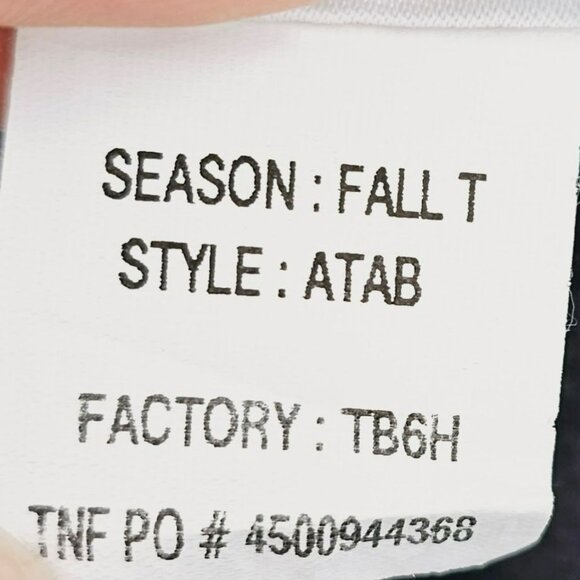 SEASON : FALL T
STYLE : ATAB
FACTORY : TB6H
TNF PO # 4500944368